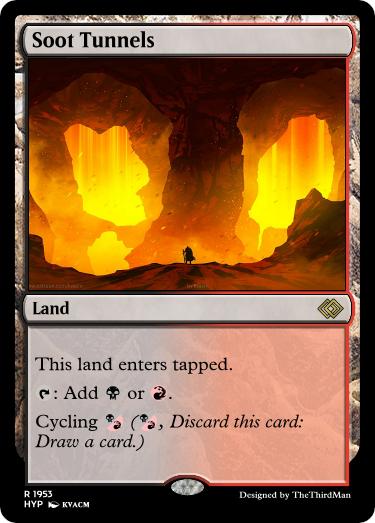 Soot Tunnels
Land
This land enters tapped.
: Add or .
Cycling ( , Discard this card:
Draw a card.)
R 1953
HYP KVACM
Designed by TheThirdMan